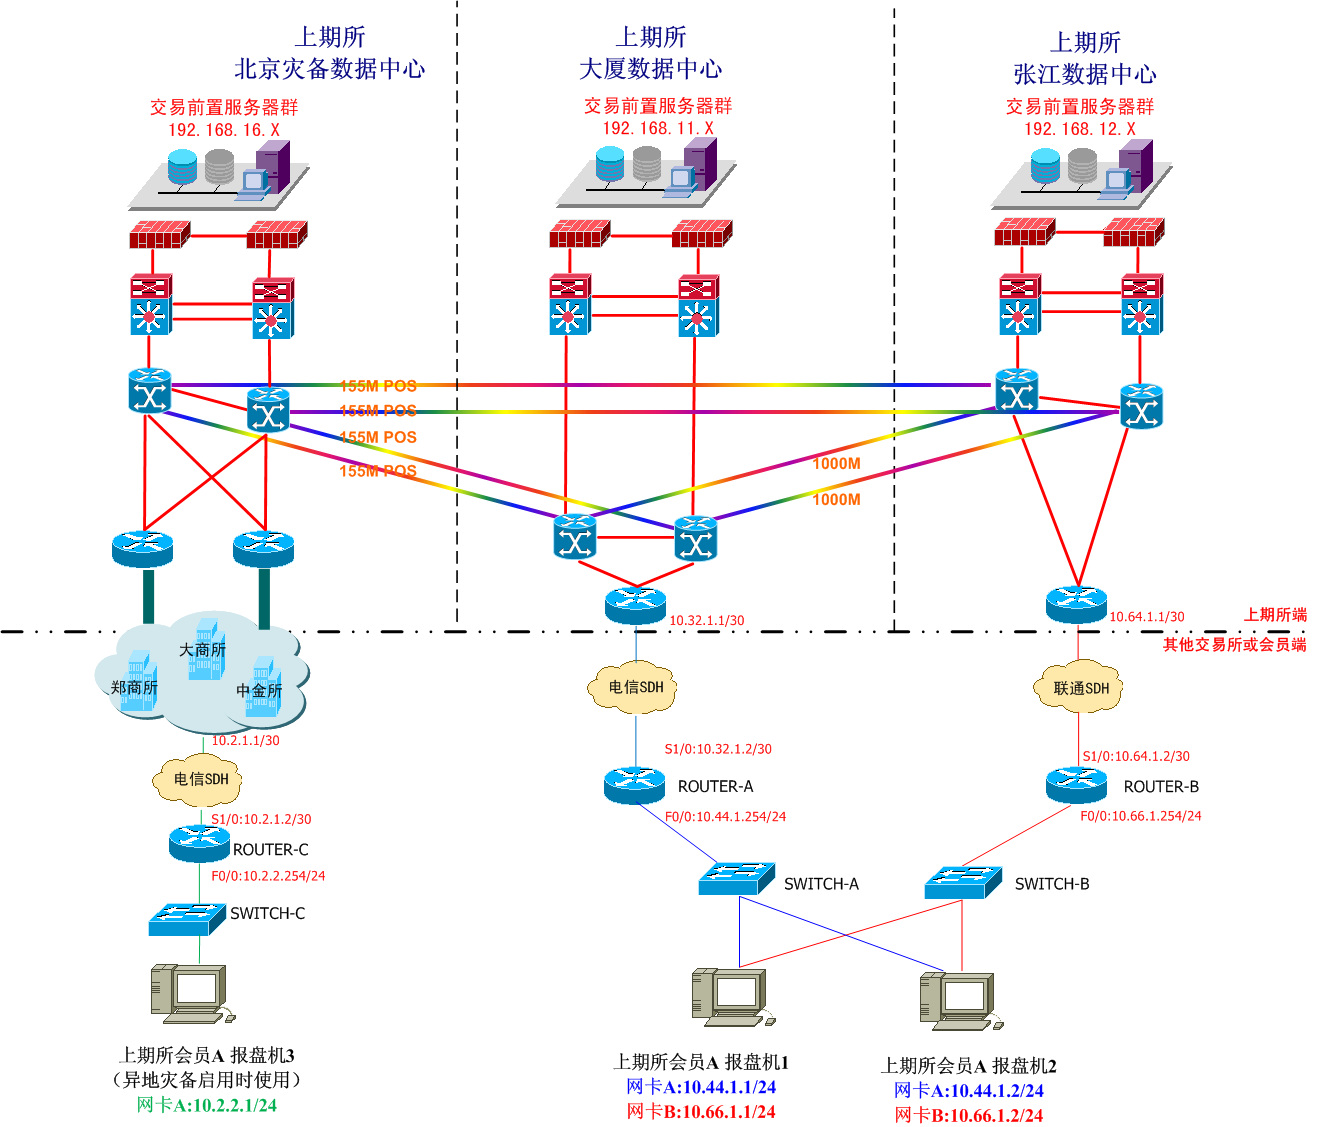 上期所
北京灾备数据中心
上期所
大厦数据中心
上期所
张江数据中心
交易前置服务器群
192.168.16.X
交易前置服务器群
192.168.11.X
交易前置服务器群
192.168.12.X
155M POS
155M POS
155M POS
155M POS
1000M
1000M
10.32.1.1/30
10.64.1.1/30
上期所端
其他交易所或会员端
大商所
郑商所
中金所
电信SDH
联通SDH
10.2.1.1/30
电信SDH
S1/0:10.32.1.2/30
ROUTER-A
F0/0:10.44.1.254/24
S1/0:10.64.1.2/30
ROUTER-B
F0/0:10.66.1.254/24
S1/0:10.2.1.2/30
ROUTER-C
F0/0:10.2.2.254/24
SWITCH-C
SWITCH-A
SWITCH-B
上期所会员A 报盘机3
（异地灾备启用时使用）
网卡A:10.2.2.1/24
上期所会员A 报盘机1
网卡A:10.44.1.1/24
网卡B:10.66.1.1/24
上期所会员A 报盘机2
网卡A:10.44.1.2/24
网卡B:10.66.1.2/24